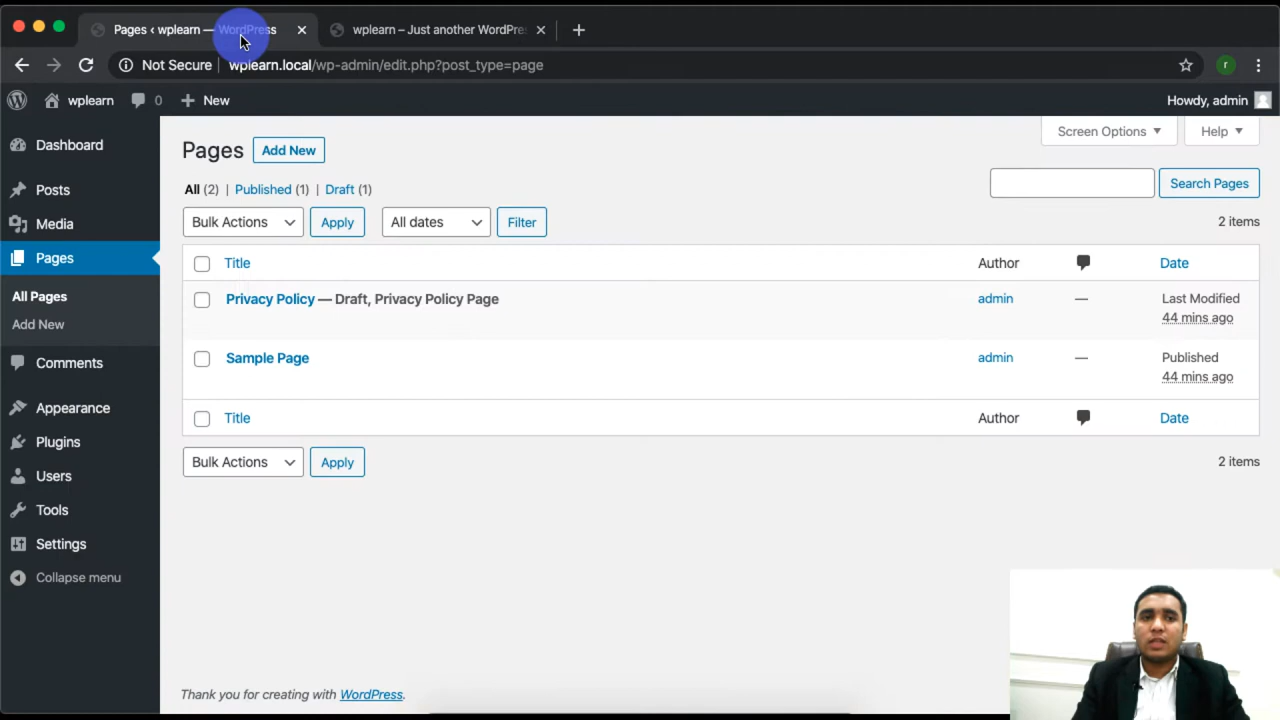 Pages ‹ wplearn — WordPress
wplearn – Just another WordPre
Not Secure wplearn.local/wp-admin/edit.php?post_type=page r
wplearn 0 New Howdy, admin
Screen Options Help
Dashboard
Posts
Media
Pages
All Pages
Add New
Comments
Appearance
Plugins
Users
Tools
Settings
Collapse menu
Pages Add New
All (2) | Published (1) | Draft (1)
Search Pages
Bulk Actions Apply All dates Filter 2 items
Title Author Date
Privacy Policy — Draft, Privacy Policy Page admin — Last Modified
44 mins ago
Sample Page admin — Published
44 mins ago
Title Author Date
Bulk Actions Apply 2 items
Thank you for creating with WordPress.